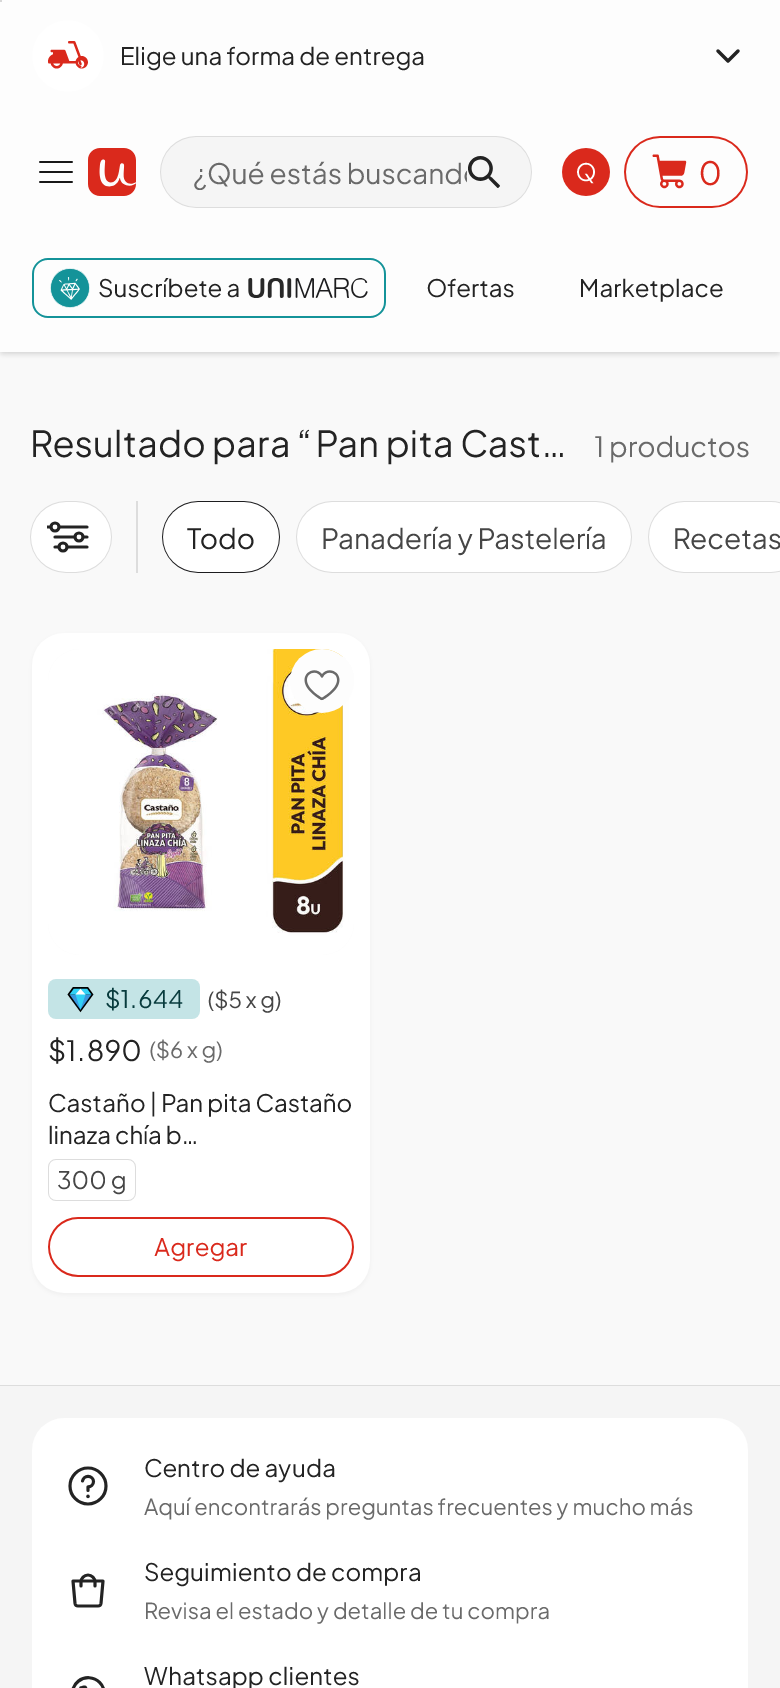 Elige una forma de entrega
¿Qué estás buscando
Q
0
Suscríbete a UNIMARC
Ofertas
Marketplace
Resultado para “ Pan pita Cast...
1 productos
Todo
Panadería y Pastelería
Recetas
8
Castaño
PAN PITA
LINAZA CHÍA
PAN PITA
LINAZA CHÍA
8U
$1.644 ($5 x g)
$1.890 ($6 x g)
Castaño | Pan pita Castaño
linaza chía b...
300 g
Agregar
Centro de ayuda
Aquí encontrarás preguntas frecuentes y mucho más
Seguimiento de compra
Revisa el estado y detalle de tu compra
Whatsapp clientes